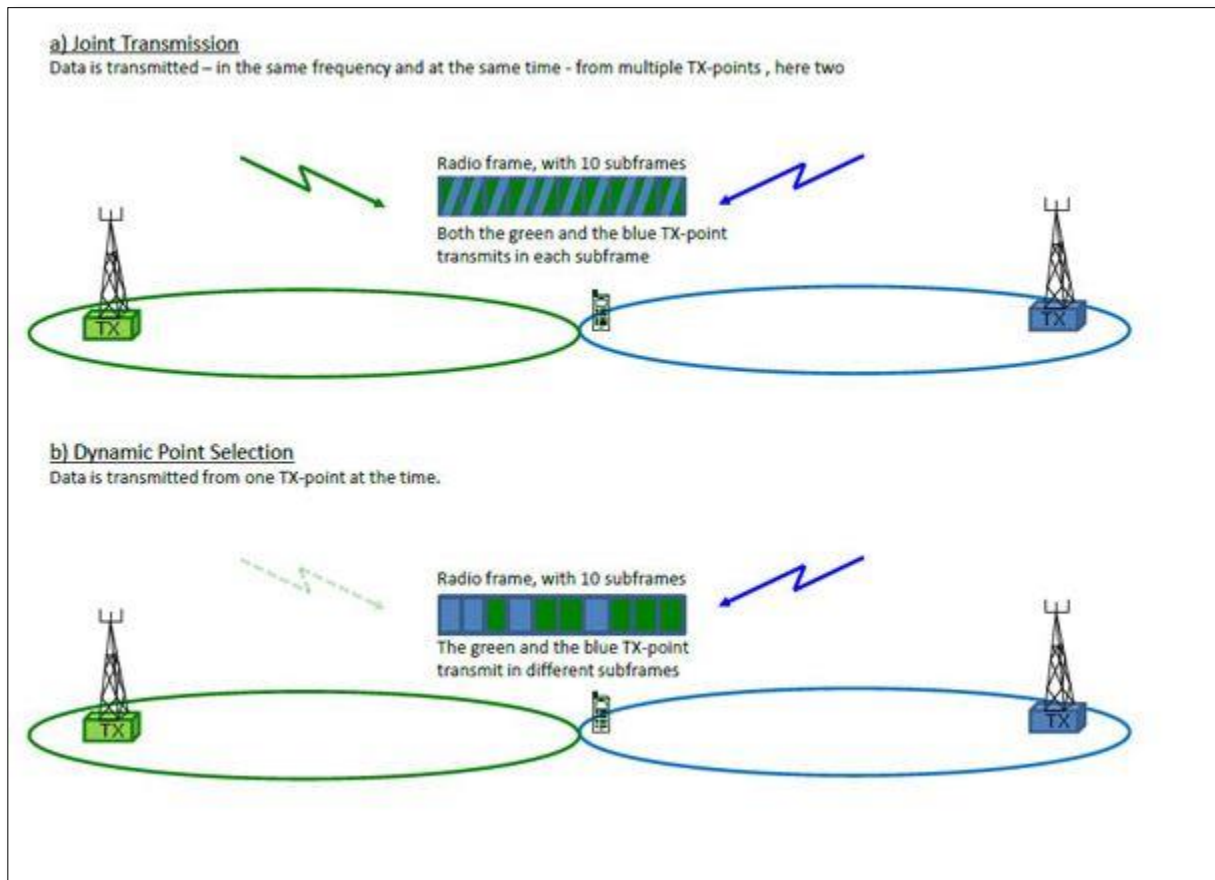 a) Joint Transmission
Data is transmitted – in the same frequency and at the same time - from multiple TX-points , here two
Radio frame, with 10 subframes
Both the green and the blue TX-point
transmits in each subframe
TX
TX
b) Dynamic Point Selection
Data is transmitted from one TX-point at the time.
Radio frame, with 10 subframes
The green and the blue TX-point
transmit in different subframes
TX
TX